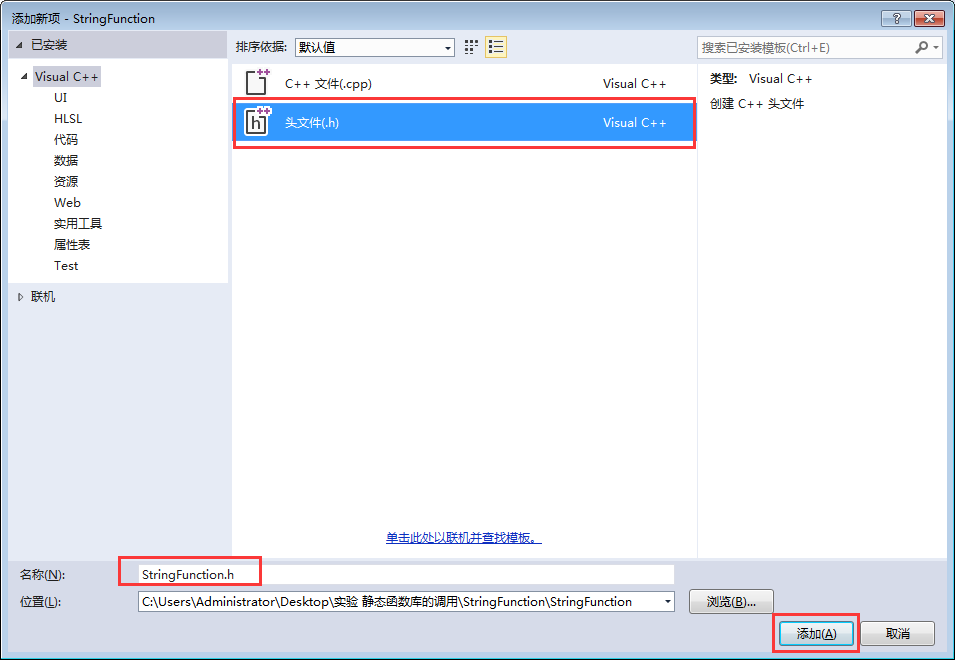 添加新项 - StringFunction
已安装
Visual C++
UI
HLSL
代码
数据
资源
Web
实用工具
属性表
Test
联机
排序依据: 默认值
C++ 文件(.cpp) Visual C++
头文件(.h) Visual C++
单击此处以联机并查找模板。
搜索已安装模板(Ctrl+E)
类型: Visual C++
创建 C++ 头文件
名称(N): StringFunction.h
位置(L): C:\Users\Administrator\Desktop\实验 静态函数库的调用\StringFunction\StringFunction 浏览(B)...
添加(A) 取消